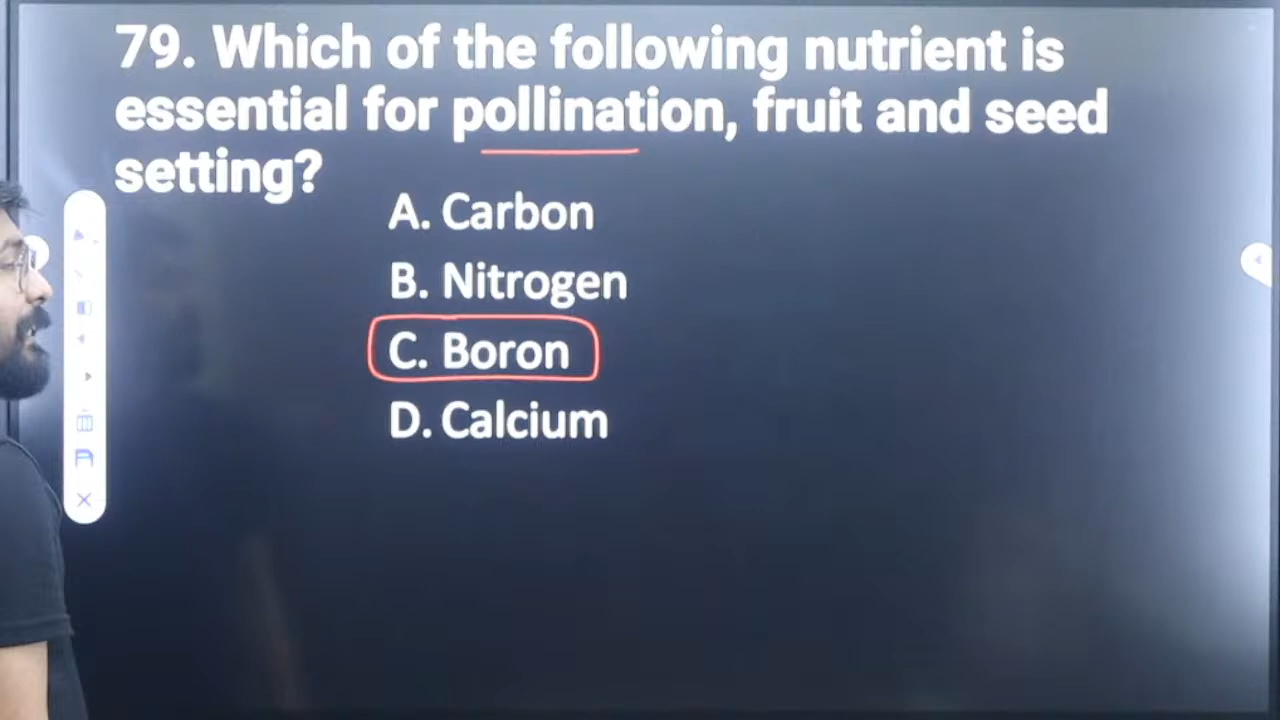 79. Which of the following nutrient is
essential for pollination, fruit and seed
setting?
A. Carbon
B. Nitrogen
C. Boron
D. Calcium